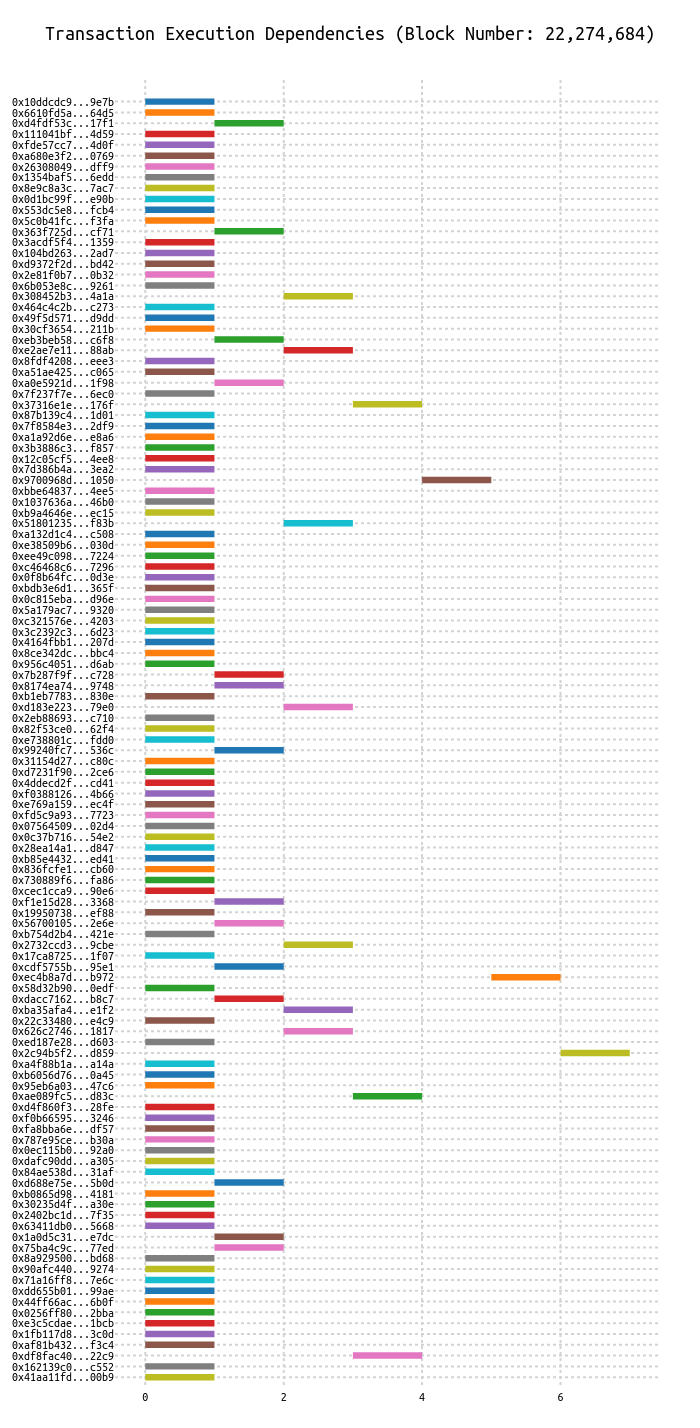 Transaction Execution Dependencies (Block Number: 22,274,684)
0x10ddcdc9...9e7b
0x6610fd5a...64d5
0xd4fdf53c...17f1
0x111041bf...4d59
0xfde57cc7...4d0f
0xa680e3f2...0769
0x26308049...dff9
0x1354baf5...6edd
0x8e9c8a3c...7ac7
0x0d1bc99f...e90b
0x553dc5e8...fcb4
0x5c0b41fc...f3fa
0x363f725d...cf71
0x3acdf5f4...1359
0x104bd263...2ad7
0xd9372f2d...bd42
0x2e81f0b7...0b32
0x6b053e8c...9261
0x308452b3...4a1a
0x464c4c2b...c273
0x49f5d571...d9dd
0x30cf3654...211b
0xeb3beb58...c6f8
0xe2ae7e11...88ab
0x8fdf4208...eee3
0xa51ae425...c065
0xa0e5921d...1f98
0x7f237f7e...6ec0
0x37316e1e...176f
0x87b139c4...1d01
0x7f8584e3...2df9
0xa1a92d6e...e8a6
0x3b3886c3...f857
0x12c05cf5...4ee8
0x7d386b4a...3ea2
0x9700968d...1050
0xbbe64837...4ee5
0x1037636a...46b0
0xb9a4646e...ec15
0x51801235...f83b
0xa132d1c4...c508
0xe38509b6...030d
0xee49c098...7224
0xc46468c6...7296
0x0f8b64fc...0d3e
0xbdb3e6d1...365f
0x0c815eba...d96e
0x5a179ac7...9320
0xc321576e...4203
0x3c2392c3...6d23
0x4164fbb1...207d
0x8ce342dc...bbc4
0x956c4051...d6ab
0x7b287f9f...c728
0x8174ea74...9748
0xb1eb7783...830e
0xd183e223...79e0
0x2eb88693...c710
0x82f53ce0...62f4
0xe738801c...fdd0
0x99240fc7...536c
0x31154d27...c80c
0xd7231f90...2ce6
0x4ddecd2f...cd41
0xf0388126...4b66
0xe769a159...ec4f
0xfd5c9a93...7723
0x07564509...02d4
0x0c37b716...54e2
0x28ea14a1...d847
0xb85e4432...ed41
0x836fcfe1...cb60
0x730889f6...fa86
0xcec1cca9...90e6
0xf1e15d28...3368
0x19950738...ef88
0x56700105...2e6e
0xb754d2b4...421e
0x2732ccd3...9cbe
0x17ca8725...1f07
0xcdf5755b...95e1
0xec4b8a7d...b972
0x58d32b90...0edf
0xdacc7162...b8c7
0xba35afa4...e1f2
0x22c33480...e4c9
0x626c2746...1817
0xed187e28...d603
0x2c94b5f2...d859
0xa4f88b1a...a14a
0xb6056d76...0a45
0x95eb6a03...47c6
0xae089fc5...d83c
0xd4f860f3...28fe
0xf0b66595...3246
0xfa8bba6e...df57
0x787e95ce...b30a
0x0ec115b0...92a0
0xdafc90dd...a305
0x84ae538d...31af
0xd688e75e...5b0d
0xb0865d98...4181
0x30235d4f...a30e
0x2402bc1d...7f35
0x63411db0...5668
0x1a0d5c31...e7dc
0x75ba4c9c...77ed
0x8a929500...bd68
0x90afc440...9274
0x71a16ff8...7e6c
0xdd655b01...99ae
0x44ff66ac...6b0f
0x0256ff80...2bba
0xe3c5cdae...1bcb
0x1fb117d8...3c0d
0xaf81b432...f3c4
0xdf8fac40...22c9
0x162139c0...c552
0x41aa11fd...00b9
0 2 4 6